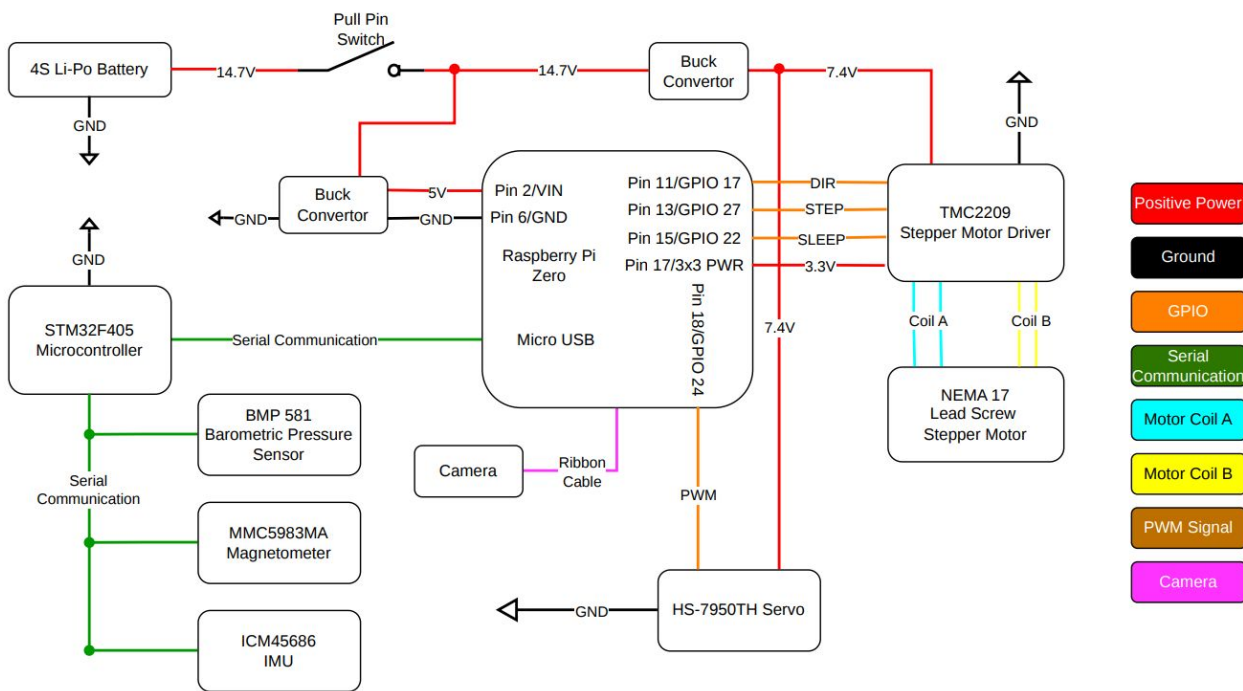 Pull Pin
Switch
4S Li-Po Battery
14.7V
14.7V
Buck
Convertor
7.4V
GND
GND
Buck
Convertor
5V
GND
GND
Pin 2/VIN
Pin 6/GND
Raspberry Pi
Zero
Micro USB
Pin 11/GPIO 17
Pin 13/GPIO 27
Pin 15/GPIO 22
Pin 17/3x3 PWR
Pin 18/GPIO 24
DIR
STEP
SLEEP
3.3V
TMC2209
Stepper Motor Driver
Coil A
Coil B
NEMA 17
Lead Screw
Stepper Motor
7.4V
GND
STM32F405
Microcontroller
Serial Communication
BMP 581
Barometric Pressure
Sensor
Serial
Communication
MMC5983MA
Magnetometer
ICM45686
IMU
Camera
Ribbon
Cable
PWM
GND
HS-7950TH Servo
Positive Power
Ground
GPIO
Serial
Communication
Motor Coil A
Motor Coil B
PWM Signal
Camera